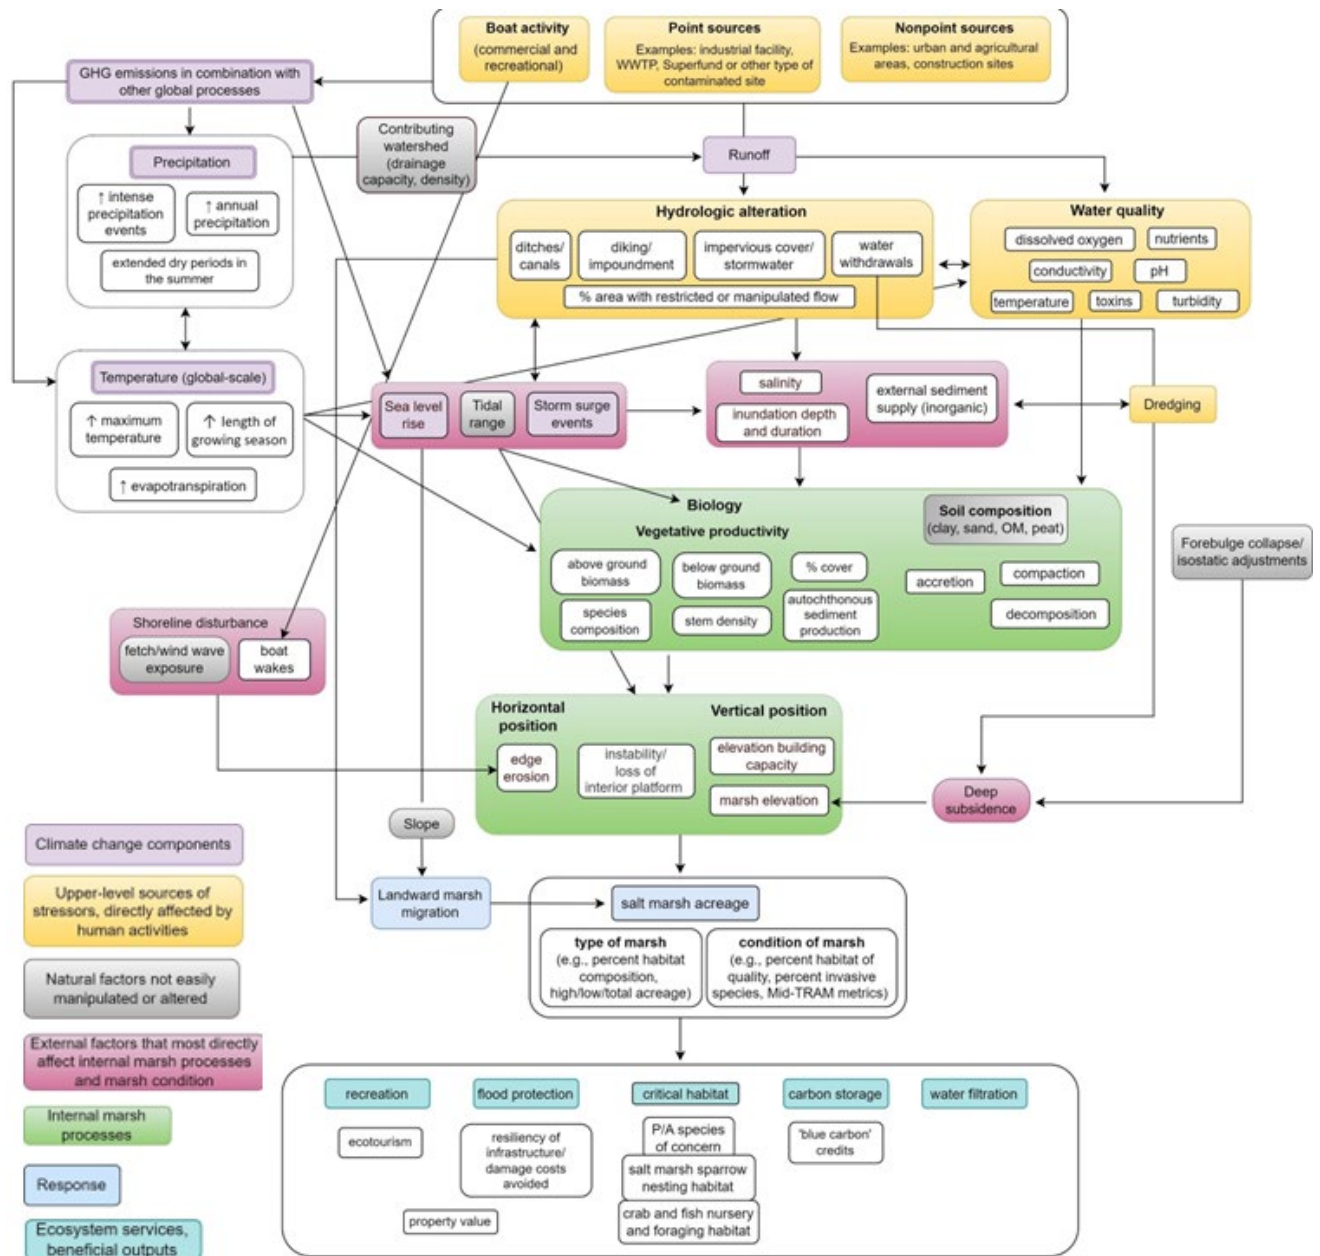 Boat activity
(commercial and
recreational)
Point sources
Examples: industrial facility,
WWTP, Superfund or other type of
contaminated site
Nonpoint sources
Examples: urban and agricultural
areas, construction sites
GHG emissions in combination with
other global processes
Contributing
watershed
(drainage
capacity, density)
Runoff
Precipitation
↑ intense
precipitation
events
↑ annual
precipitation
extended dry periods in
the summer
Hydrologic alteration
ditches/
canals
diking/
impoundment
impervious cover/
stormwater
water
withdrawals
% area with restricted or manipulated flow
Water quality
dissolved oxygen
nutrients
conductivity
pH
temperature
toxins
turbidity
Temperature (global-scale)
↑ maximum
temperature
↑ length of
growing season
↑ evapotranspiration
Sea level
rise
Tidal
range
Storm surge
events
salinity
inundation depth
and duration
external sediment
supply (inorganic)
Dredging
Biology
Vegetative productivity
above ground
biomass
below ground
biomass
% cover
species
composition
stem density
autochthonous
sediment
production
Soil composition
(clay, sand, OM, peat)
accretion
compaction
decomposition
Forebulge collapse/
isostatic adjustments
Shoreline disturbance
fetch/wind wave
exposure
boat
wakes
Horizontal
position
edge
erosion
instability/
loss of
interior platform
Vertical position
elevation building
capacity
marsh elevation
Deep
subsidence
Slope
Landward marsh
migration
salt marsh acreage
type of marsh
(e.g., percent habitat
composition,
high/low/total acreage)
condition of marsh
(e.g., percent habitat of
quality, percent invasive
species, Mid-TRAM metrics)
recreation
flood protection
critical habitat
carbon storage
water filtration
ecotourism
resiliency of
infrastructure/
damage costs
avoided
P/A species
of concern
salt marsh sparrow
nesting habitat
crab and fish nursery
and foraging habitat
'blue carbon'
credits
property value
Climate change components
Upper-level sources of
stressors, directly affected by
human activities
Natural factors not easily
manipulated or altered
External factors that most directly
affect internal marsh processes
and marsh condition
Internal marsh
processes
Response
Ecosystem services,
beneficial outputs